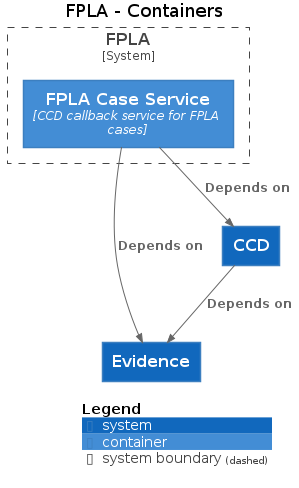 FPLA - Containers
FPLA
[System]
FPLA Case Service
[CCD callback service for FPLA
cases]
Depends on
CCD
Depends on
Depends on
Evidence
Legend
system
container
system boundary (dashed)